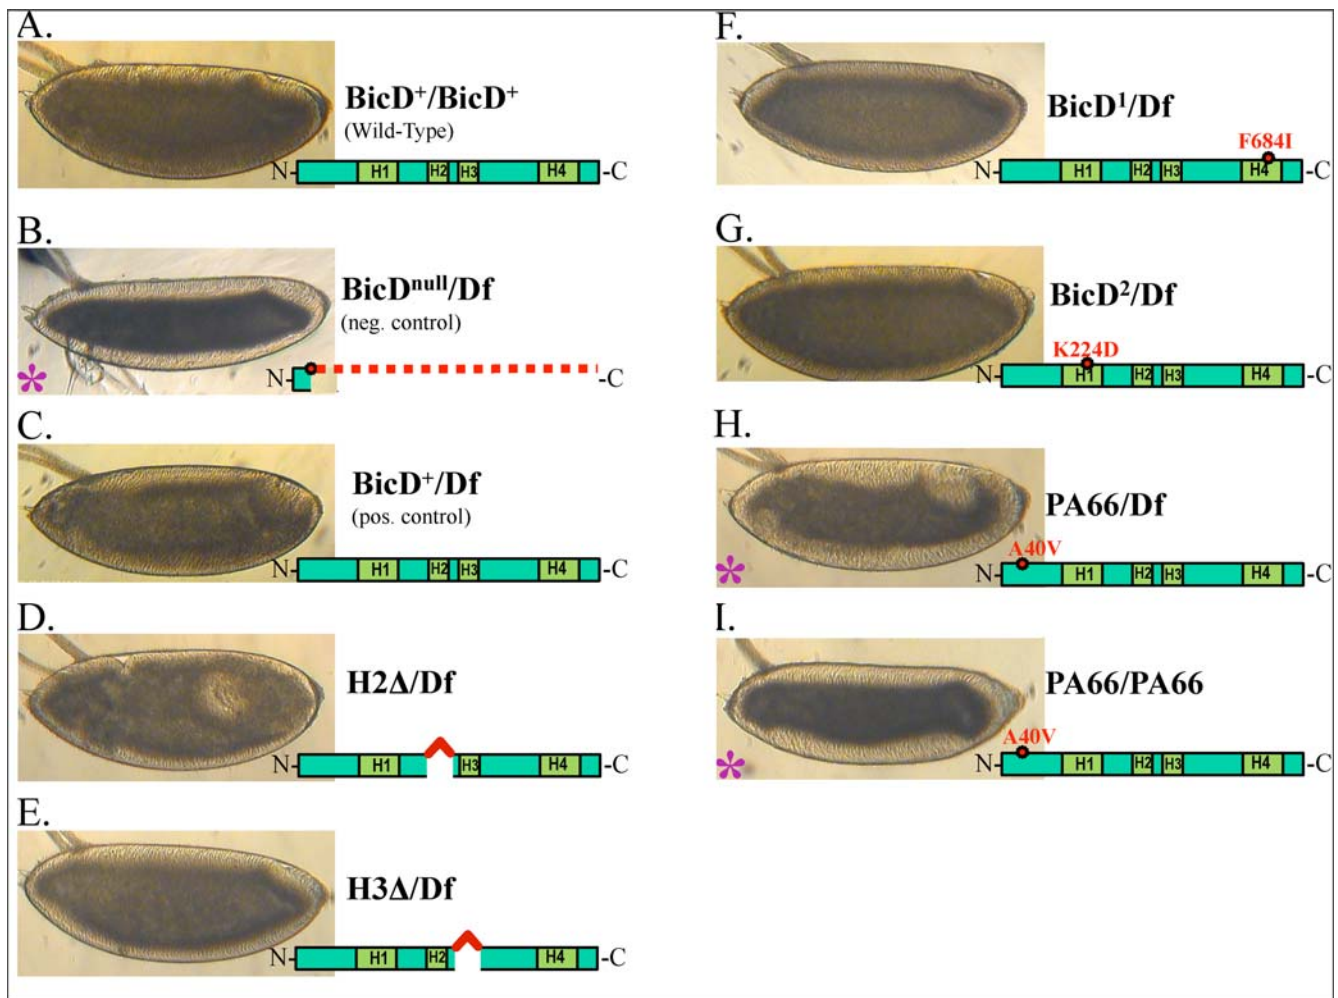 A.
BicD⁺/BicD⁺
(Wild-Type)
N- H1 H2 H3 H4 -C
B.
BicDⁿᵘˡˡ/Df
(neg. control)
*
N- -C
C.
BicD⁺/Df
(pos. control)
N- H1 H2 H3 H4 -C
D.
H2Δ/Df
N- H1 H3 H4 -C
E.
H3Δ/Df
N- H1 H2 H4 -C
F.
BicD¹/Df
F684I
N- H1 H2 H3 H4 -C
G.
BicD²/Df
K224D
N- H1 H2 H3 H4 -C
H.
PA66/Df
A40V
*
N- H1 H2 H3 H4 -C
I.
PA66/PA66
A40V
*
N- H1 H2 H3 H4 -C